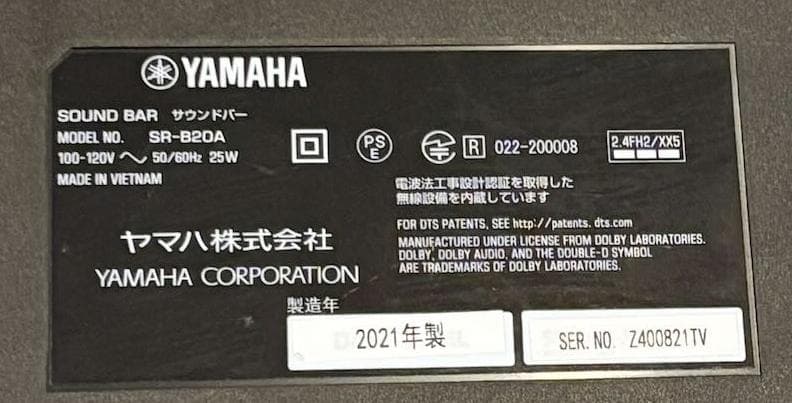 YAMAHA
SOUND BAR サウンドバー
MODEL NO. SR-B20A
100-120V 〜 50/60Hz 25W
MADE IN VIETNAM
PS
E
R 022-200008
2.4FH2/XX5
電波法工事設計認証を取得した
無線設備を内蔵しています
FOR DTS PATENTS, SEE http://patents.dts.com
MANUFACTURED UNDER LICENSE FROM DOLBY LABORATORIES.
DOLBY, DOLBY AUDIO, AND THE DOUBLE-D SYMBOL
ARE TRADEMARKS OF DOLBY LABORATORIES.
ヤマハ株式会社
YAMAHA CORPORATION
製造年
2021年製
SER. NO. Z400821TV